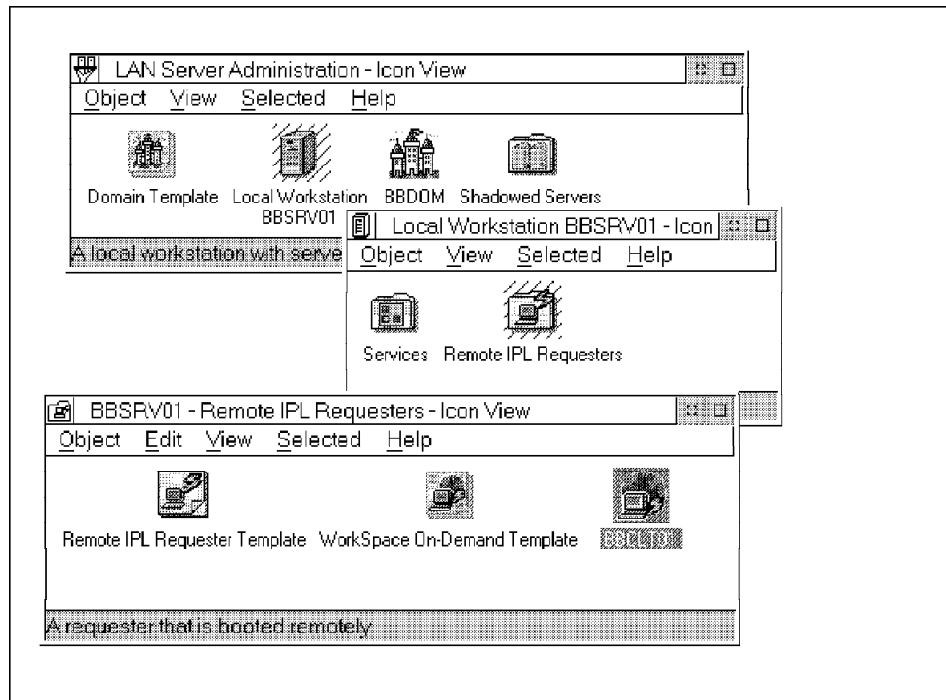 LAN Server Administration - Icon View
Object View Selected Help
Domain Template
Local Workstation
BBSRV01
BBDOM
Shadowed Servers
A local workstation with serve
Local Workstation BBSRV01 - Icon
Object View Selected Help
Services
Remote IPL Requesters
BBSRV01 - Remote IPL Requesters - Icon View
Object Edit View Selected Help
Remote IPL Requester Template
WorkSpace On-Demand Template
A requester that is booted remotely